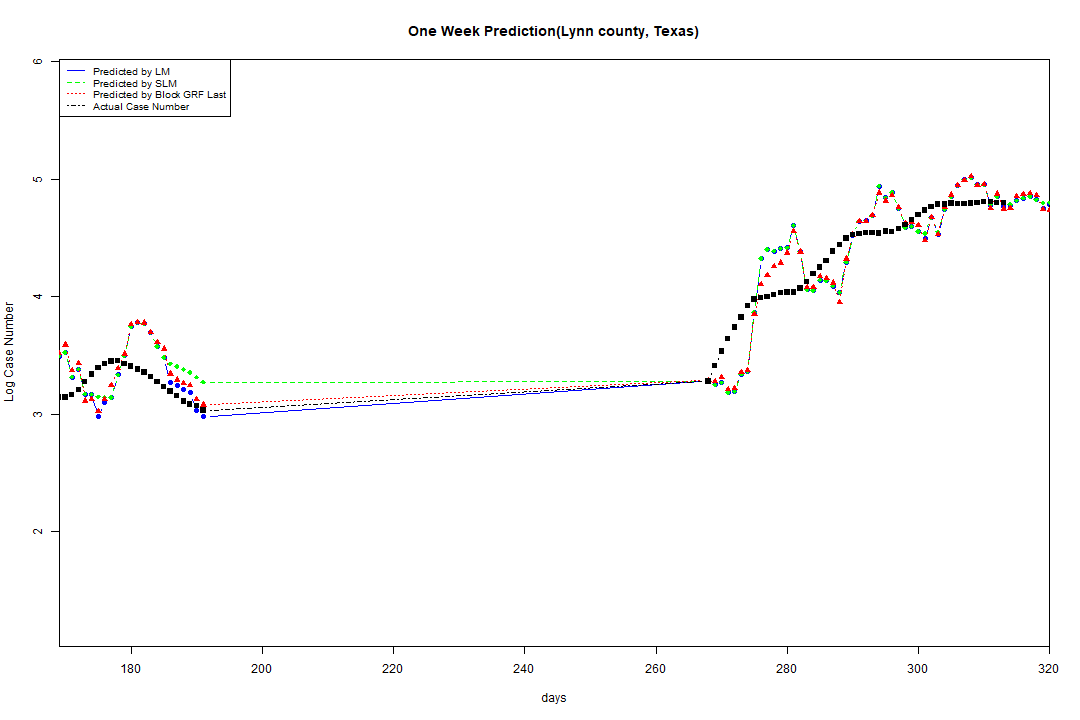 One Week Prediction(Lynn county, Texas)
Predicted by LM
Predicted by SLM
Predicted by Block GRF Last
Actual Case Number
6
5
4
3
2
Log Case Number
180 200 220 240 260 280 300 320
days